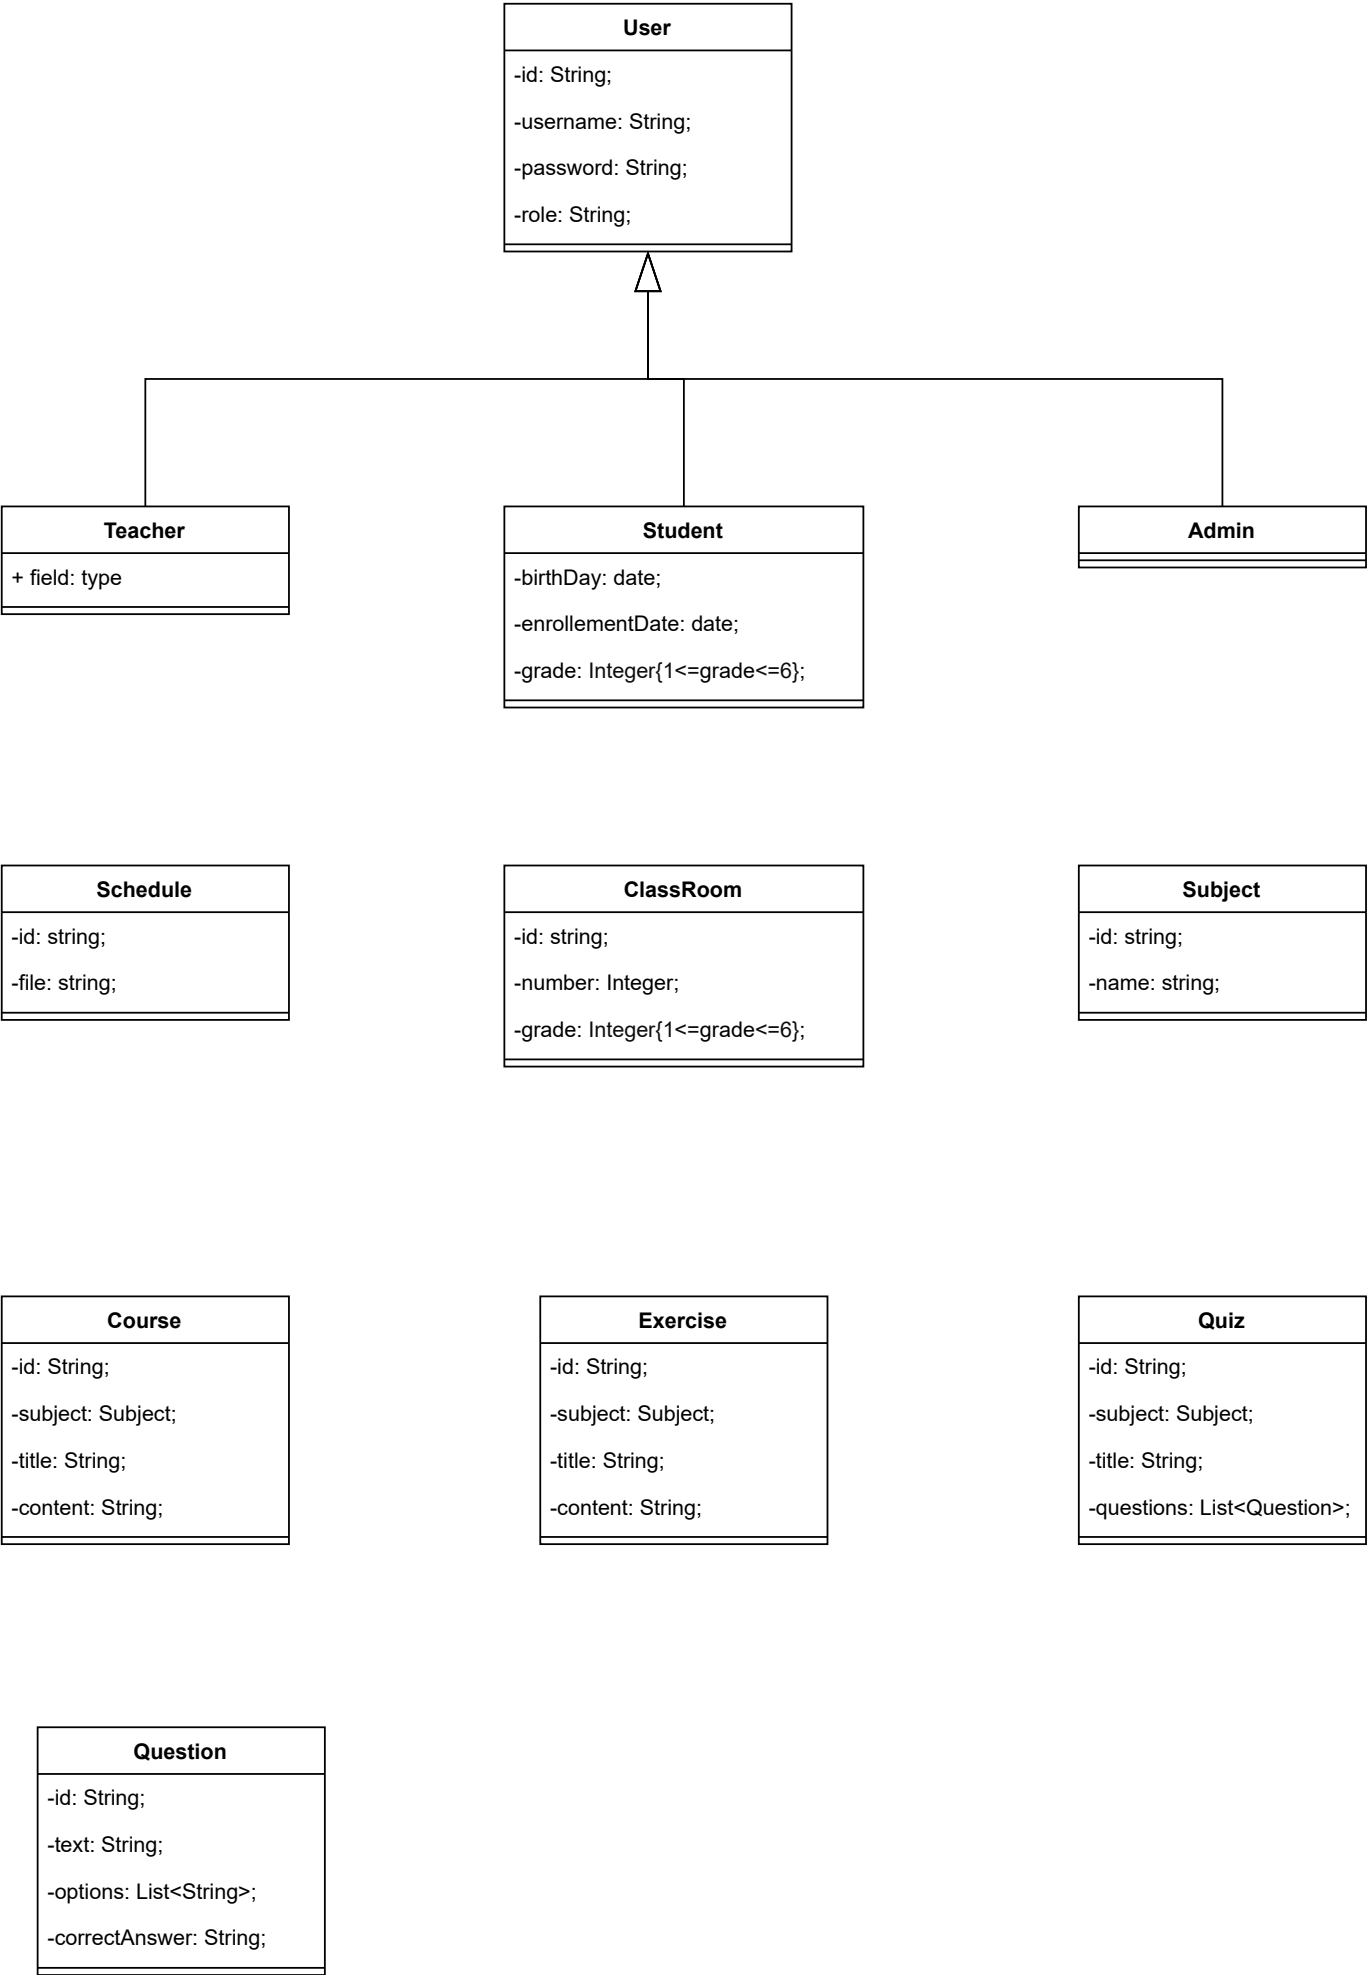 User
-id: String;
-username: String;
-password: String;
-role: String;
Teacher
+ field: type
Student
-birthDay: date;
-enrollementDate: date;
-grade: Integer{1<=grade<=6};
Admin
Schedule
-id: string;
-file: string;
ClassRoom
-id: string;
-number: Integer;
-grade: Integer{1<=grade<=6};
Subject
-id: string;
-name: string;
Course
-id: String;
-subject: Subject;
-title: String;
-content: String;
Exercise
-id: String;
-subject: Subject;
-title: String;
-content: String;
Quiz
-id: String;
-subject: Subject;
-title: String;
-questions: List<Question>;
Question
-id: String;
-text: String;
-options: List<String>;
-correctAnswer: String;